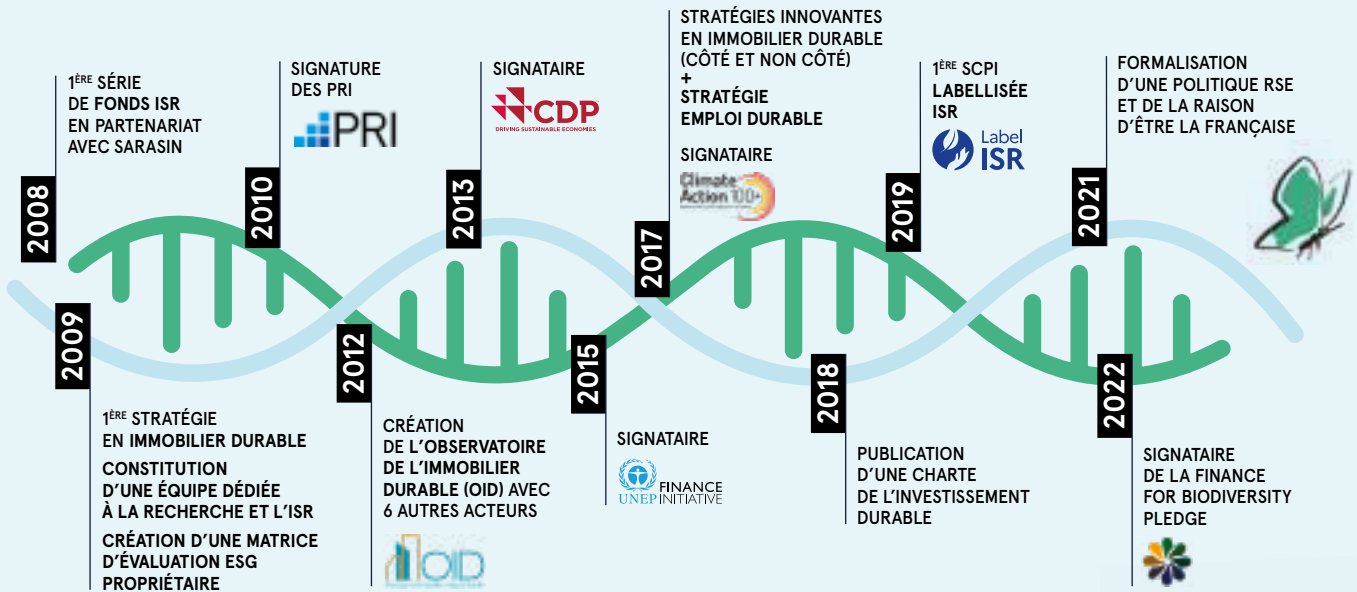 2008
1ÈRE SÉRIE
DE FONDS ISR
EN PARTENARIAT
AVEC SARASIN
2009
1ÈRE STRATÉGIE
EN IMMOBILIER DURABLE
CONSTITUTION
D'UNE ÉQUIPE DÉDIÉE
À LA RECHERCHE ET L'ISR
CRÉATION D'UNE MATRICE
D'ÉVALUATION ESG
PROPRIÉTAIRE
2010
SIGNATURE
DES PRI
PRI
2012
CRÉATION
DE L'OBSERVATOIRE
DE L'IMMOBILIER
DURABLE (OID) AVEC
6 AUTRES ACTEURS
OID
2013
SIGNATAIRE
CDP
DRIVING SUSTAINABLE ECONOMIES
2015
SIGNATAIRE
UNEP FINANCE
INITIATIVE
2017
STRATÉGIES INNOVANTES
EN IMMOBILIER DURABLE
(CÔTÉ ET NON CÔTÉ)
+
STRATÉGIE
EMPLOI DURABLE
SIGNATAIRE
Climate
Action 100+
2018
PUBLICATION
D'UNE CHARTE
DE L'INVESTISSEMENT
DURABLE
2019
1ÈRE SCPI
LABELLISÉE
ISR
Label
ISR
2021
FORMALISATION
D'UNE POLITIQUE RSE
ET DE LA RAISON
D'ÊTRE LA FRANÇAISE
2022
SIGNATAIRE
DE LA FINANCE
FOR BIODIVERSITY
PLEDGE